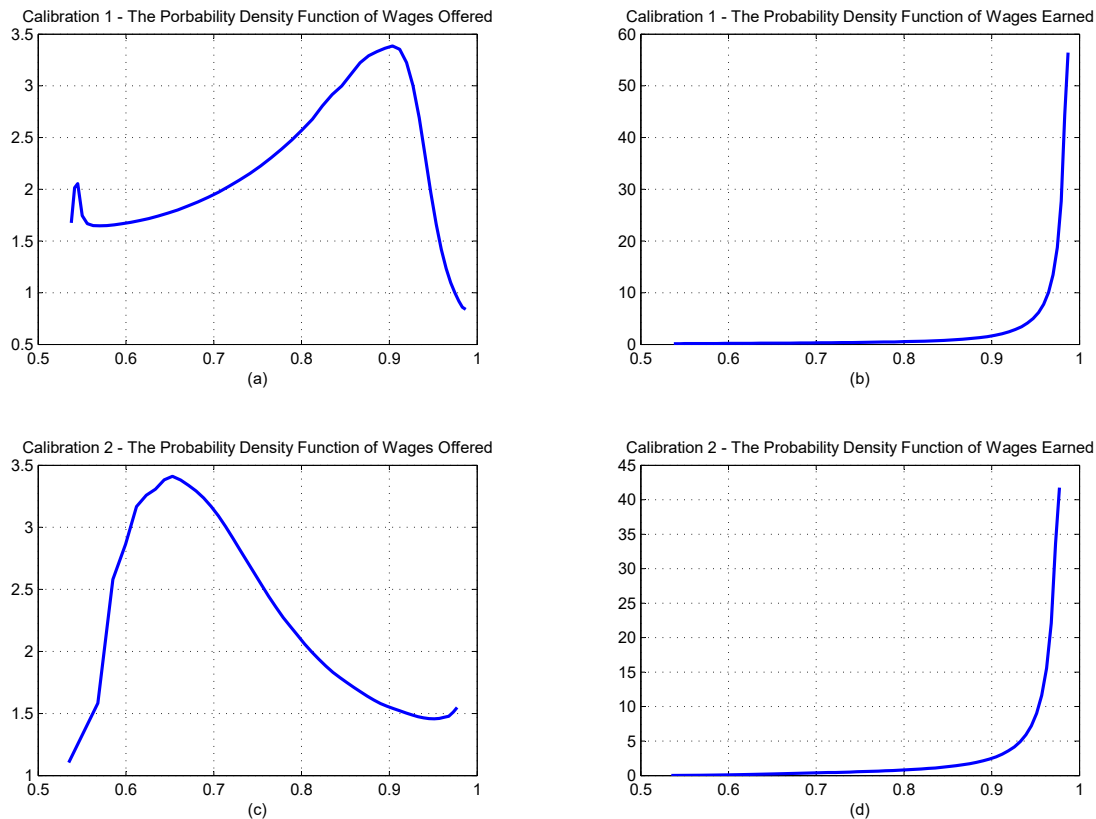 Calibration 1 - The Porbability Density Function of Wages Offered
3.5
3
2.5
2
1.5
1
0.5
0.5 0.6 0.7 0.8 0.9 1
(a)
Calibration 1 - The Probability Density Function of Wages Earned
60
50
40
30
20
10
0
0.5 0.6 0.7 0.8 0.9 1
(b)
Calibration 2 - The Probability Density Function of Wages Offered
3.5
3
2.5
2
1.5
1
0.5 0.6 0.7 0.8 0.9 1
(c)
Calibration 2 - The Probability Density Function of Wages Earned
45
40
35
30
25
20
15
10
5
0
0.5 0.6 0.7 0.8 0.9 1
(d)